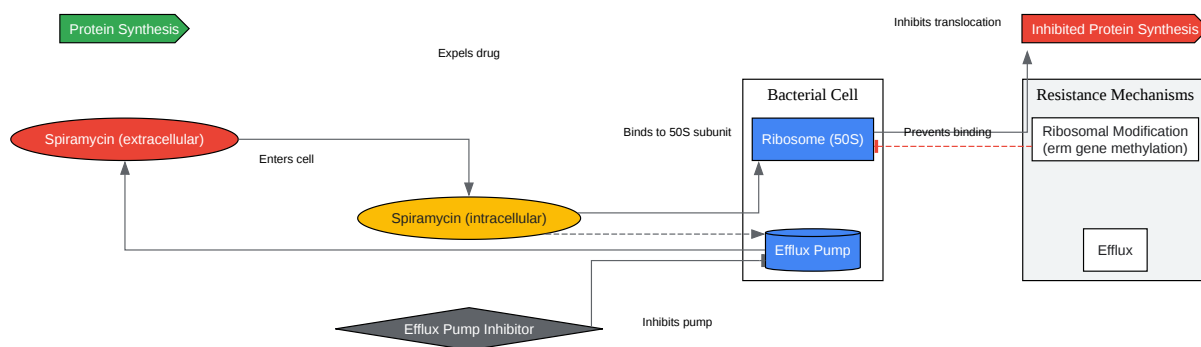 Protein Synthesis
Inhibits translocation
Inhibited Protein Synthesis
Expels drug
Bacterial Cell
Resistance Mechanisms
Spiramycin (extracellular)
Enters cell
Binds to 50S subunit
Ribosome (50S)
Prevents binding
Ribosomal Modification
(erm gene methylation)
Spiramycin (intracellular)
Efflux Pump
Efflux
Efflux Pump Inhibitor
Inhibits pump